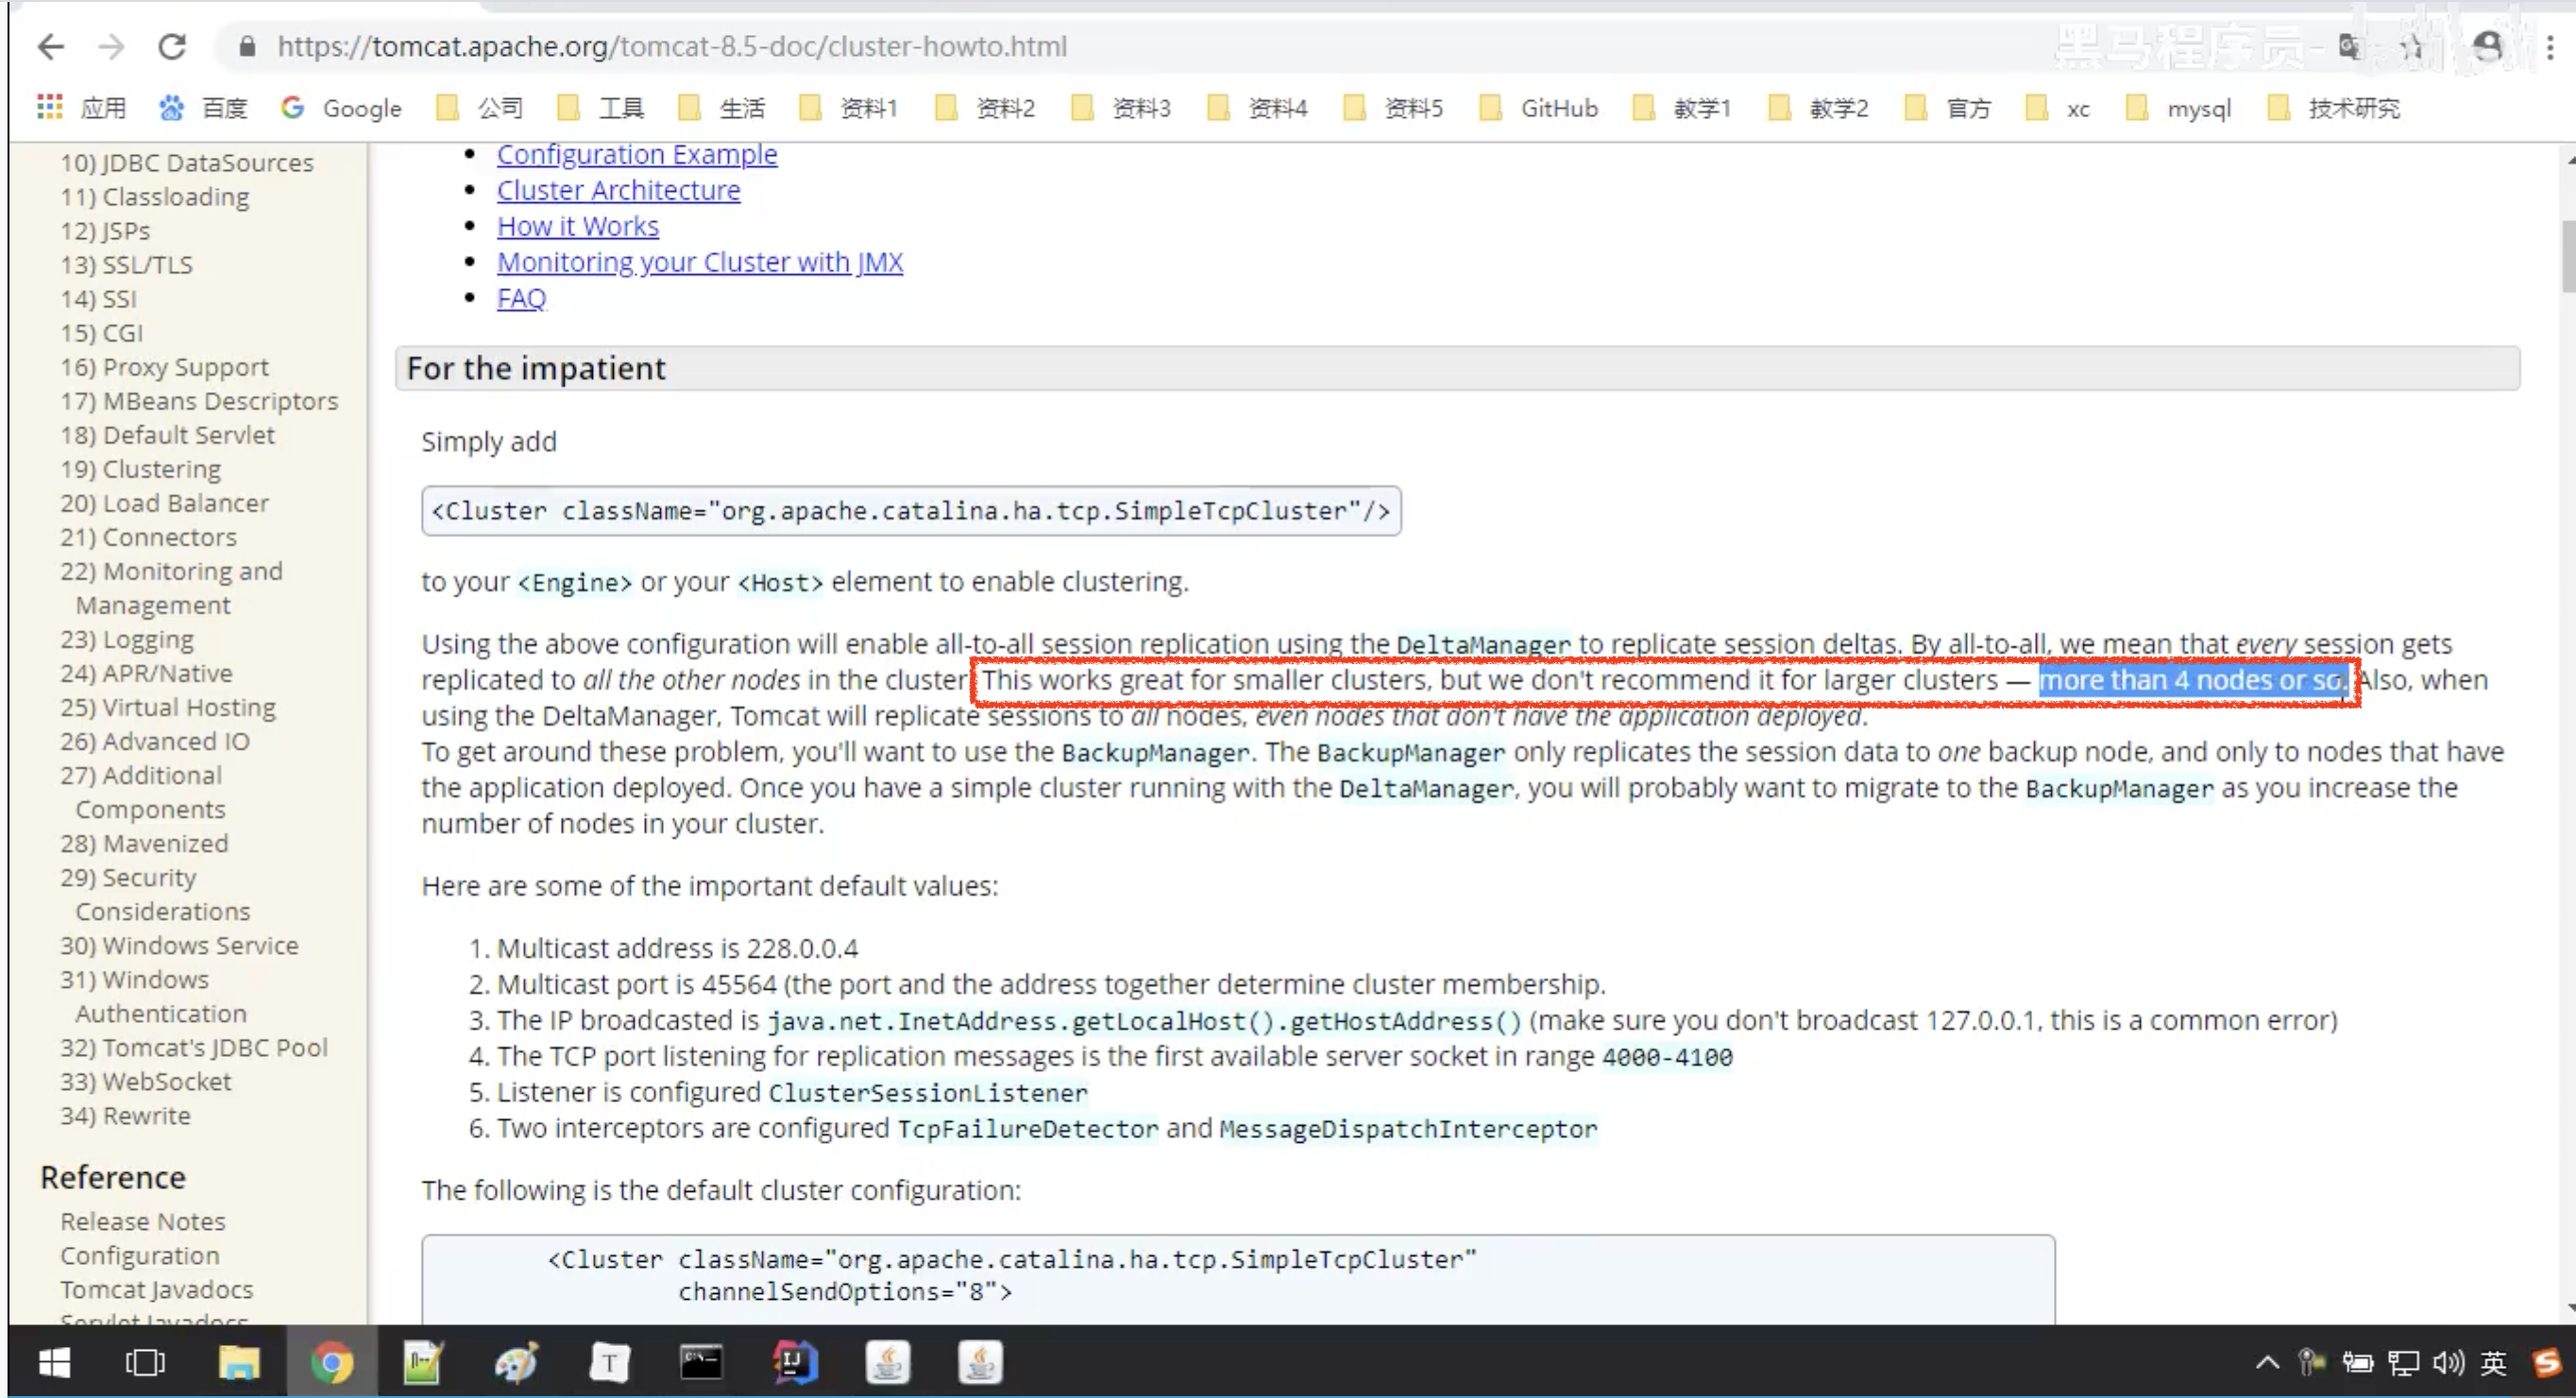 https://tomcat.apache.org/tomcat-8.5-doc/cluster-howto.html
黑马程序员-
应用 百度 Google 公司 工具 生活 资料1 资料2 资料3 资料4 资料5 GitHub 教学1 教学2 官方 xc mysql 技术研究
10) JDBC DataSources
11) Classloading
12) JSPs
13) SSL/TLS
14) SSI
15) CGI
16) Proxy Support
17) MBeans Descriptors
18) Default Servlet
19) Clustering
20) Load Balancer
21) Connectors
22) Monitoring and
Management
23) Logging
24) APR/Native
25) Virtual Hosting
26) Advanced IO
27) Additional
Components
28) Mavenized
29) Security
Considerations
30) Windows Service
31) Windows
Authentication
32) Tomcat's JDBC Pool
33) WebSocket
34) Rewrite
Reference
Release Notes
Configuration
Tomcat Javadocs
Servlet Javadocs
Configuration Example
Cluster Architecture
How it Works
Monitoring your Cluster with JMX
FAQ
For the impatient
Simply add
<Cluster className="org.apache.catalina.ha.tcp.SimpleTcpCluster"/>
to your <Engine> or your <Host> element to enable clustering.
Using the above configuration will enable all-to-all session replication using the DeltaManager to replicate session deltas. By all-to-all, we mean that every session gets
replicated to all the other nodes in the cluster. This works great for smaller clusters, but we don't recommend it for larger clusters — more than 4 nodes or so. Also, when
using the DeltaManager, Tomcat will replicate sessions to all nodes, even nodes that don't have the application deployed.
To get around these problem, you'll want to use the BackupManager. The BackupManager only replicates the session data to one backup node, and only to nodes that have
the application deployed. Once you have a simple cluster running with the DeltaManager, you will probably want to migrate to the BackupManager as you increase the
number of nodes in your cluster.
Here are some of the important default values:
1. Multicast address is 228.0.0.4
2. Multicast port is 45564 (the port and the address together determine cluster membership.
3. The IP broadcasted is java.net.InetAddress.getLocalHost().getHostAddress() (make sure you don't broadcast 127.0.0.1, this is a common error)
4. The TCP port listening for replication messages is the first available server socket in range 4000-4100
5. Listener is configured ClusterSessionListener
6. Two interceptors are configured TcpFailureDetector and MessageDispatchInterceptor
The following is the default cluster configuration:
<Cluster className="org.apache.catalina.ha.tcp.SimpleTcpCluster"
channelSendOptions="8">
英